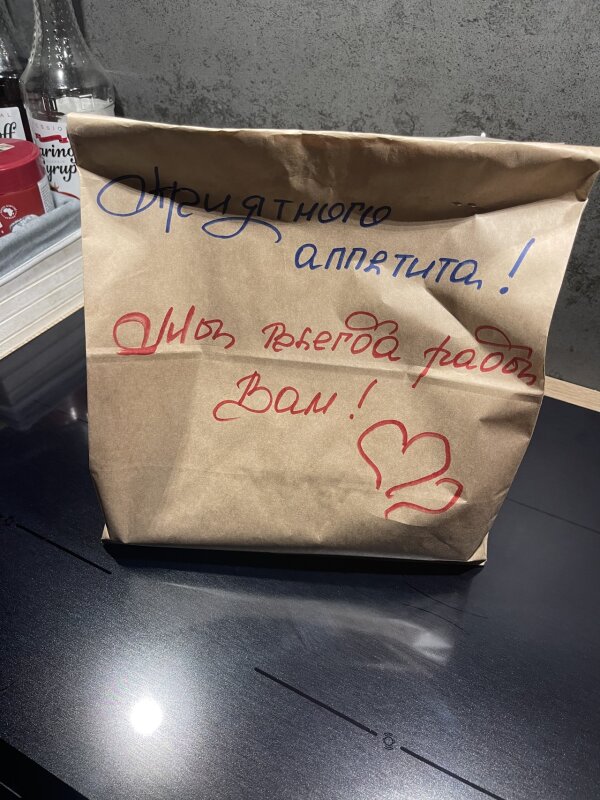 Приятного
аппетита!
Мы всегда рады
Вам!